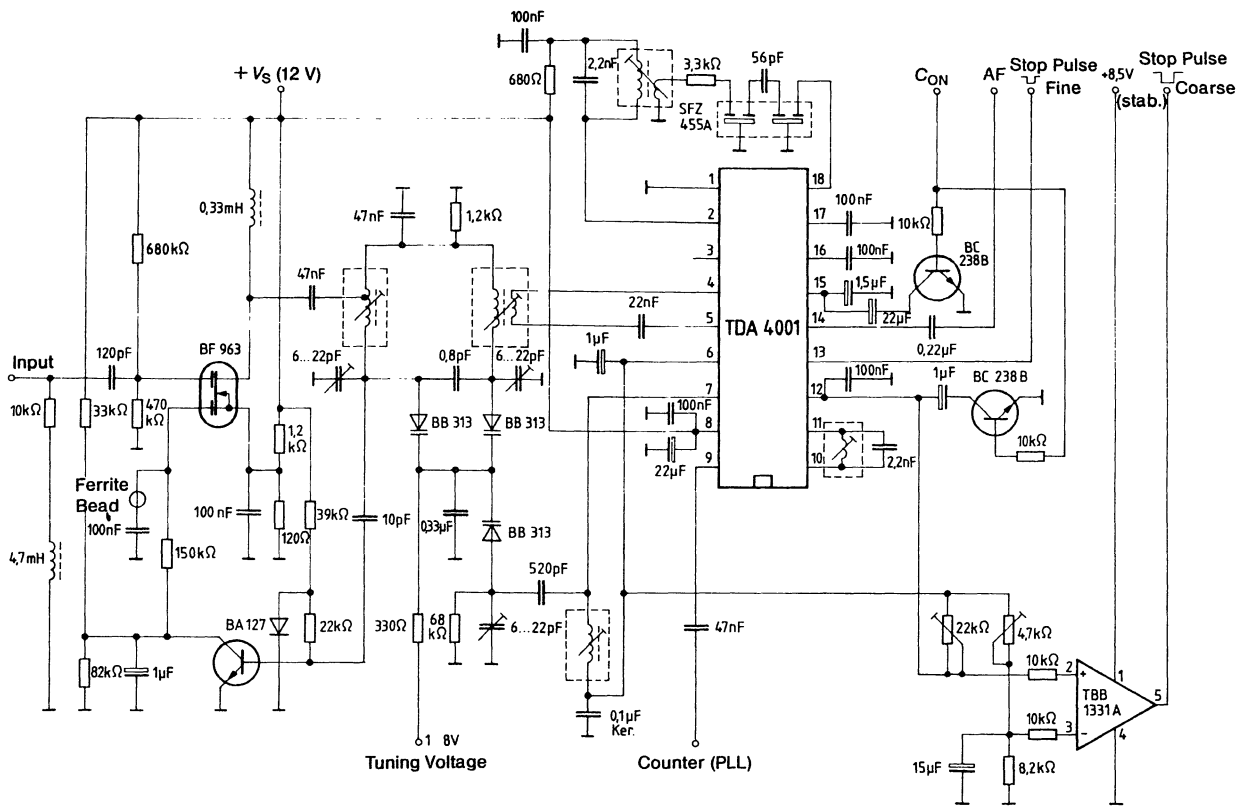 100nF
+ VS (12 V)
680Ω
2,2nF
3,3kΩ
56pF
SFZ
455A
CON
AF
Stop Pulse
Fine
+8,5V
(stab.)
Stop Pulse
Coarse
0,33mH
680kΩ
47nF
47nF
1,2kΩ
1
2
3
4
5
6
7
8
9
TDA 4001
18
17
16
15
14
13
12
11
10
100nF
100nF
1,5µF
22µF
10kΩ
BC
238B
0,22µF
22nF
1µF
100nF
1µF
BC 238B
10kΩ
2,2nF
100nF
22µF
Input
120pF
BF 963
6...22pF
0,8pF
6...22pF
10kΩ
33kΩ
470
kΩ
1,2
kΩ
BB 313
BB 313
Ferrite
Bead
100nF
100nF
120Ω
39kΩ
10pF
0,33µF
BB 313
4,7mH
150kΩ
520pF
BA 127
22kΩ
330Ω
68
kΩ
6...22pF
47nF
22kΩ
4,7kΩ
82kΩ
1µF
10kΩ
2
+
1
TBB
1331A
5
10kΩ
3
−
4
0,1µF
Ker.
15µF
8,2kΩ
1 8V
Tuning Voltage
Counter (PLL)